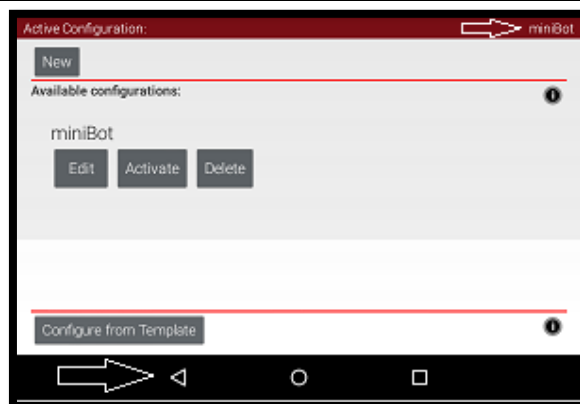 Active Configuration: miniBot
New
Available configurations:
miniBot
Edit Activate Delete
Configure from Template